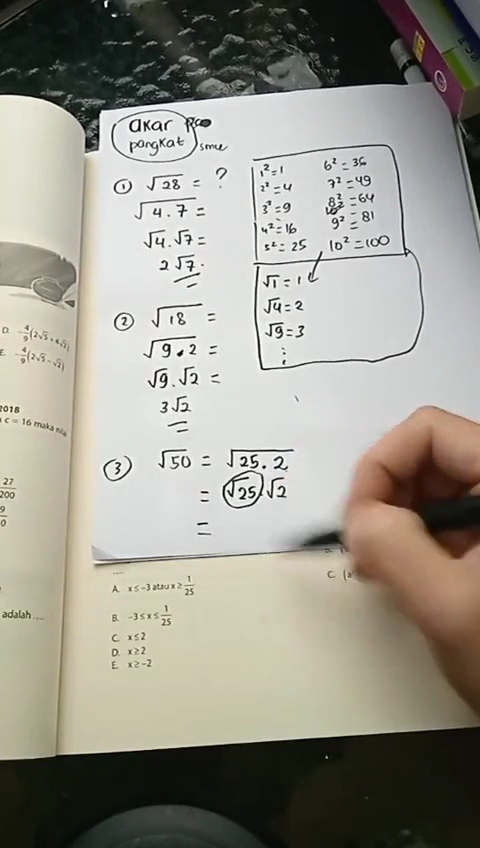 akar
pangkat
smu
① √28 = ?
√4.7 =
√4.√7 =
2√7.
② √18 =
√9.2 =
√9.√2 =
3√2
③ √50 = √25.2
= √25.√2
=
1²=1
2²=4
3²=9
4²=16
5²=25
6²=36
7²=49
8²=64
9²=81
10²=100
√1=1
√4=2
√9=3
⋮
D. -4/9(2√5+4√2)
E. -4/9(2√5-√2)
2018
c = 16 maka
27/200
9
0
adalah ....
....
A. x≤-3 atau x≥1/25
B. -3≤x≤1/25
C. x≤2
D. x≥2
E. x≥-2
C.